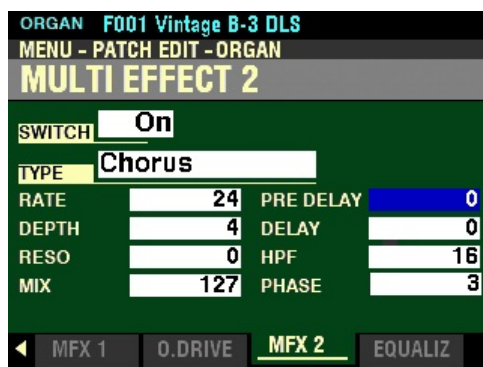 ORGAN F001 Vintage B-3 DLS
MENU - PATCH EDIT - ORGAN
MULTI EFFECT 2
SWITCH On
TYPE Chorus
RATE 24 PRE DELAY 0
DEPTH 4 DELAY 0
RESO 0 HPF 16
MIX 127 PHASE 3
MFX 1 O.DRIVE MFX 2 EQUALIZ